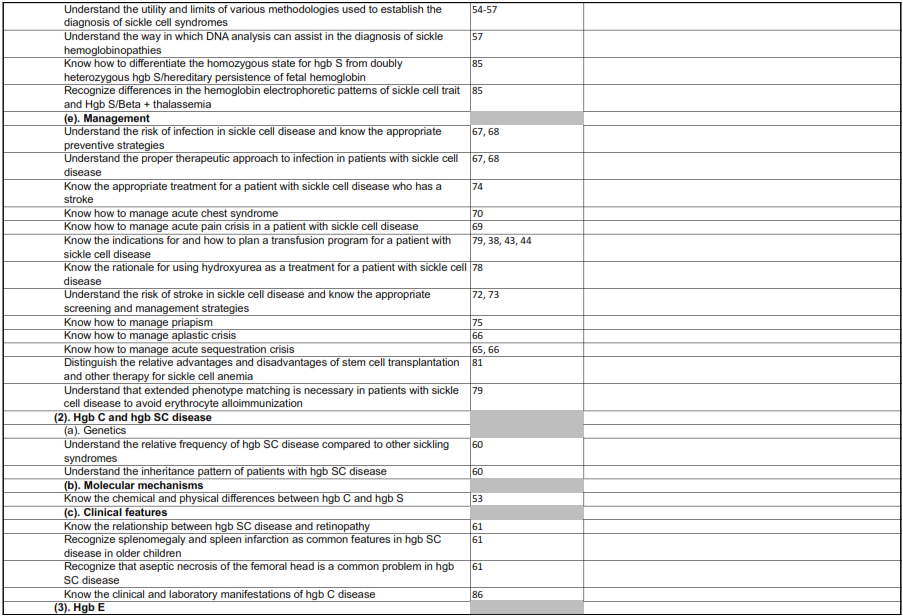 Understand the utility and limits of various methodologies used to establish the 54-57
diagnosis of sickle cell syndromes
Understand the way in which DNA analysis can assist in the diagnosis of sickle 57
hemoglobinopathies
Know how to differentiate the homozygous state for hgb S from doubly 85
heterozygous hgb S/hereditary persistence of fetal hemoglobin
Recognize differences in the hemoglobin electrophoretic patterns of sickle cell trait 85
and Hgb S/Beta + thalassemia
(e). Management
Understand the risk of infection in sickle cell disease and know the appropriate 67, 68
preventive strategies
Understand the proper therapeutic approach to infection in patients with sickle cell 67, 68
disease
Know the appropriate treatment for a patient with sickle cell disease who has a 74
stroke
Know how to manage acute chest syndrome 70
Know how to manage acute pain crisis in a patient with sickle cell disease 69
Know the indications for and how to plan a transfusion program for a patient with 79, 38, 43, 44
sickle cell disease
Know the rationale for using hydroxyurea as a treatment for a patient with sickle cell 78
disease
Understand the risk of stroke in sickle cell disease and know the appropriate 72, 73
screening and management strategies
Know how to manage priapism 75
Know how to manage aplastic crisis 66
Know how to manage acute sequestration crisis 65, 66
Distinguish the relative advantages and disadvantages of stem cell transplantation 81
and other therapy for sickle cell anemia
Understand that extended phenotype matching is necessary in patients with sickle 79
cell disease to avoid erythrocyte alloimmunization
(2). Hgb C and hgb SC disease
(a). Genetics
Understand the relative frequency of hgb SC disease compared to other sickling 60
syndromes
Understand the inheritance pattern of patients with hgb SC disease 60
(b). Molecular mechanisms
Know the chemical and physical differences between hgb C and hgb S 53
(c). Clinical features
Know the relationship between hgb SC disease and retinopathy 61
Recognize splenomegaly and spleen infarction as common features in hgb SC 61
disease in older children
Recognize that aseptic necrosis of the femoral head is a common problem in hgb 61
SC disease
Know the clinical and laboratory manifestations of hgb C disease 86
(3). Hgb E